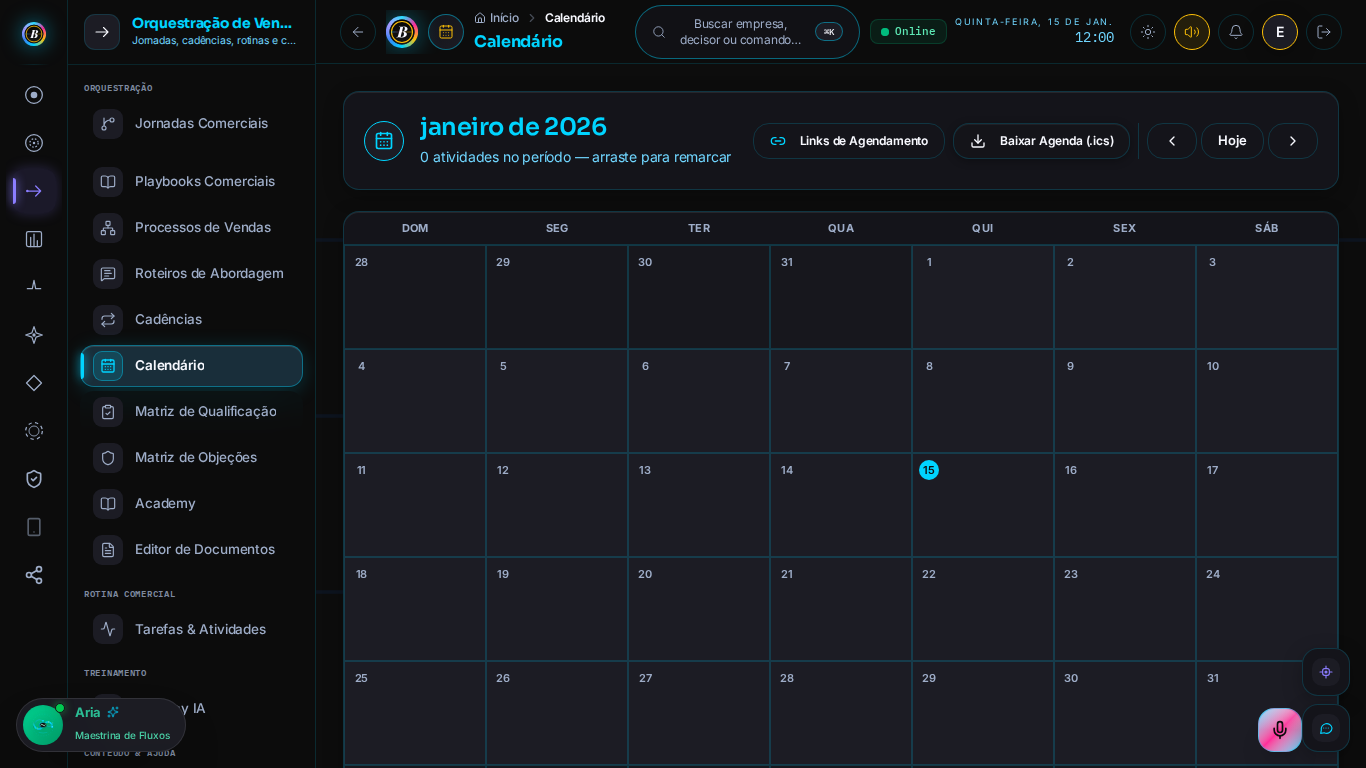 Orquestração de Ven...
Jornadas, cadências, rotinas e c...
ORQUESTRAÇÃO
Jornadas Comerciais
Playbooks Comerciais
Processos de Vendas
Roteiros de Abordagem
Cadências
Calendário
Matriz de Qualificação
Matriz de Objeções
Academy
Editor de Documentos
ROTINA COMERCIAL
Tarefas & Atividades
TREINAMENTO
y IA
Aria
Maestrina de Fluxos
CONTEÚDO & AJUDA
B
Início
Calendário
Calendário
Buscar empresa,
decisor ou comando...
⌘K
Online
QUINTA-FEIRA, 15 DE JAN.
12:00
E
janeiro de 2026
0 atividades no período — arraste para remarcar
Links de Agendamento
Baixar Agenda (.ics)
Hoje
DOM SEG TER QUA QUI SEX SÁB
28 29 30 31 1 2 3
4 5 6 7 8 9 10
11 12 13 14 15 16 17
18 19 20 21 22 23 24
25 26 27 28 29 30 31